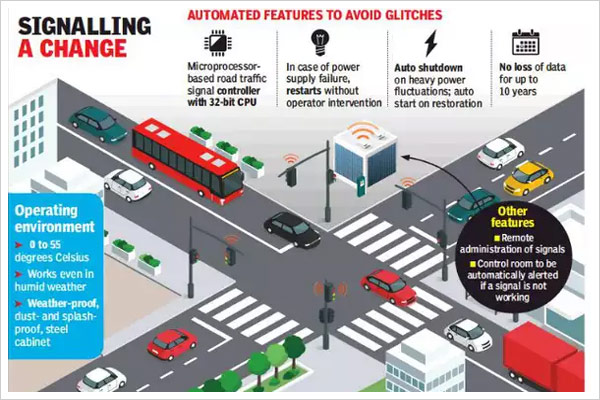 SIGNALLING
A CHANGE
AUTOMATED FEATURES TO AVOID GLITCHES
Microprocessor-
based road traffic
signal controller
with 32-bit CPU
In case of power
supply failure,
restarts without
operator intervention
Auto shutdown
on heavy power
fluctuations; auto
start on restoration
No loss of data
for up to
10 years
Operating
environment
➤ 0 to 55
degrees Celsius
➤ Works even in
humid weather
➤ Weather-proof,
dust- and splash-
proof, steel
cabinet
Other
features
■ Remote
administration of signals
■ Control room to be
automatically alerted
if a signal is not
working